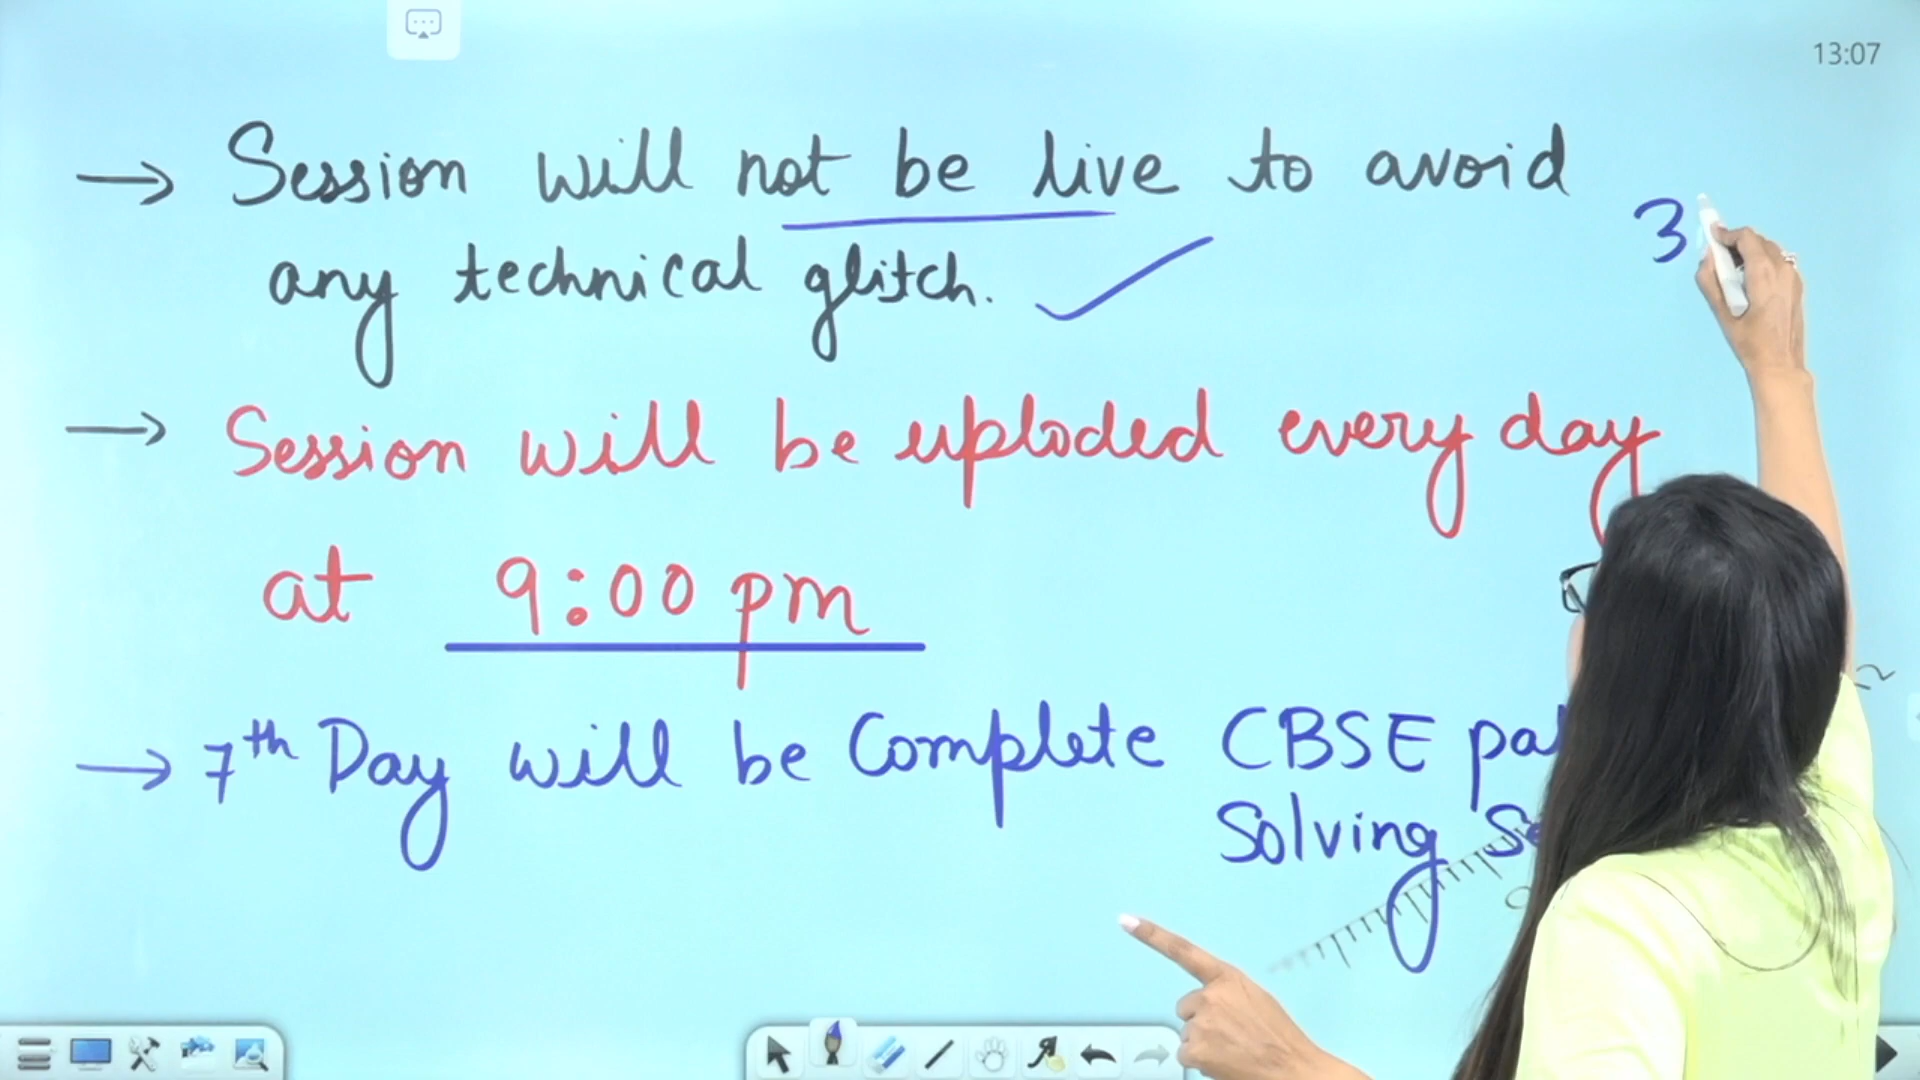 13:07
→ Session will not be live to avoid
3
any technical glitch.
→ Session will be uploded every day
at 9:00 pm
→ 7th Day will be Complete CBSE
Solving